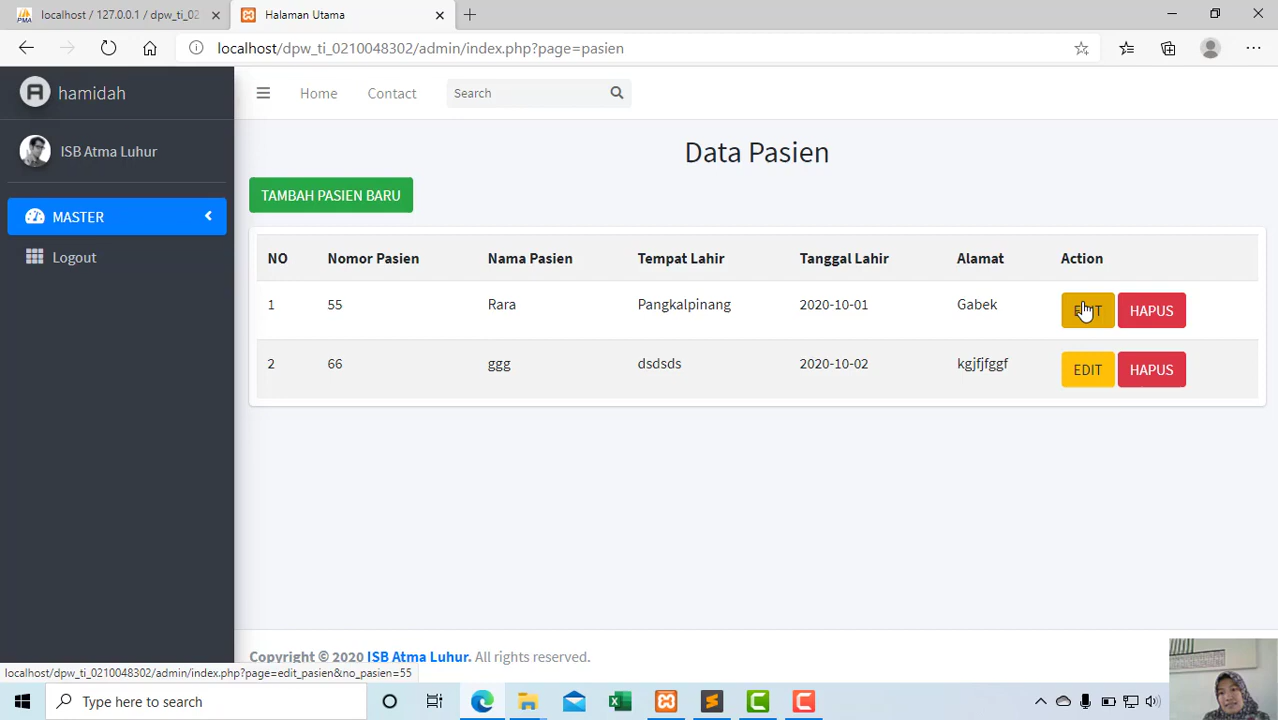 localhost / 127.0.0.1 / dpw_ti_02
Halaman Utama
localhost/dpw_ti_0210048302/admin/index.php?page=pasien
hamidah
Home
Contact
Search
ISB Atma Luhur
Data Pasien
TAMBAH PASIEN BARU
MASTER
Logout
NO Nomor Pasien Nama Pasien Tempat Lahir Tanggal Lahir Alamat Action
1 55 Rara Pangkalpinang 2020-10-01 Gabek EDIT HAPUS
2 66 ggg dsdsds 2020-10-02 kgjfjfggf EDIT HAPUS
Copyright © 2020 ISB Atma Luhur. All rights reserved.
localhost/dpw_ti_0210048302/admin/index.php?page=edit_pasien&no_pasien=55
Type here to search